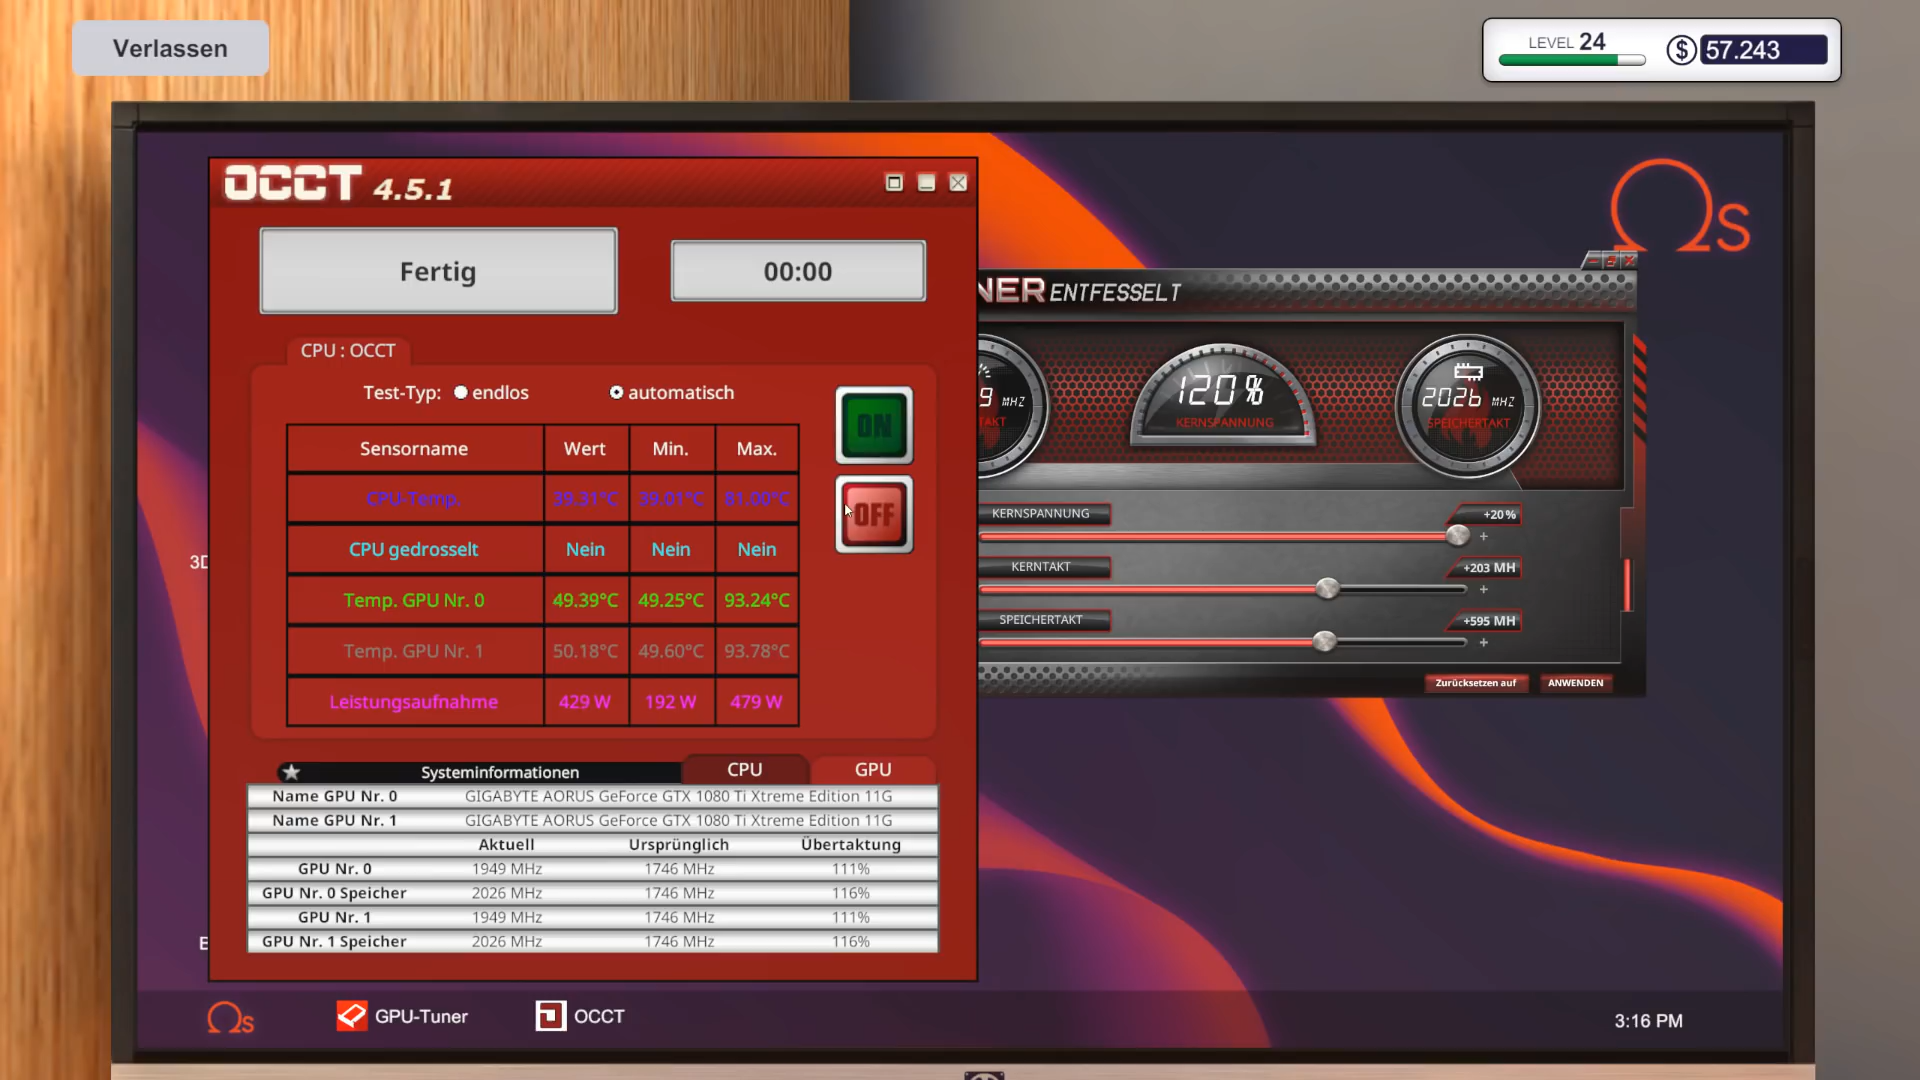 Verlassen
LEVEL 24
$ 57.243
Ωs
OCCT 4.5.1
Fertig
00:00
CPU : OCCT
Test-Typ: endlos automatisch
ON
OFF
Sensorname Wert Min. Max.
CPU-Temp. 39.31°C 39.01°C 81.00°C
CPU gedrosselt Nein Nein Nein
Temp. GPU Nr. 0 49.39°C 49.25°C 93.24°C
Temp. GPU Nr. 1 50.18°C 49.60°C 93.78°C
Leistungsaufnahme 429 W 192 W 479 W
Systeminformationen CPU GPU
Name GPU Nr. 0 GIGABYTE AORUS GeForce GTX 1080 Ti Xtreme Edition 11G
Name GPU Nr. 1 GIGABYTE AORUS GeForce GTX 1080 Ti Xtreme Edition 11G
Aktuell Ursprünglich Übertaktung
GPU Nr. 0 1949 MHz 1746 MHz 111%
GPU Nr. 0 Speicher 2026 MHz 1746 MHz 116%
GPU Nr. 1 1949 MHz 1746 MHz 111%
GPU Nr. 1 Speicher 2026 MHz 1746 MHz 116%
NER ENTFESSELT
9 MHZ
TAKT
120%
KERNSPANNUNG
2026 MHZ
SPEICHERTAKT
KERNSPANNUNG +20%
+
KERNTAKT +203 MH
+
SPEICHERTAKT +595 MH
+
Zurücksetzen auf ANWENDEN
3D
E
Ωs
GPU-Tuner
OCCT
3:16 PM